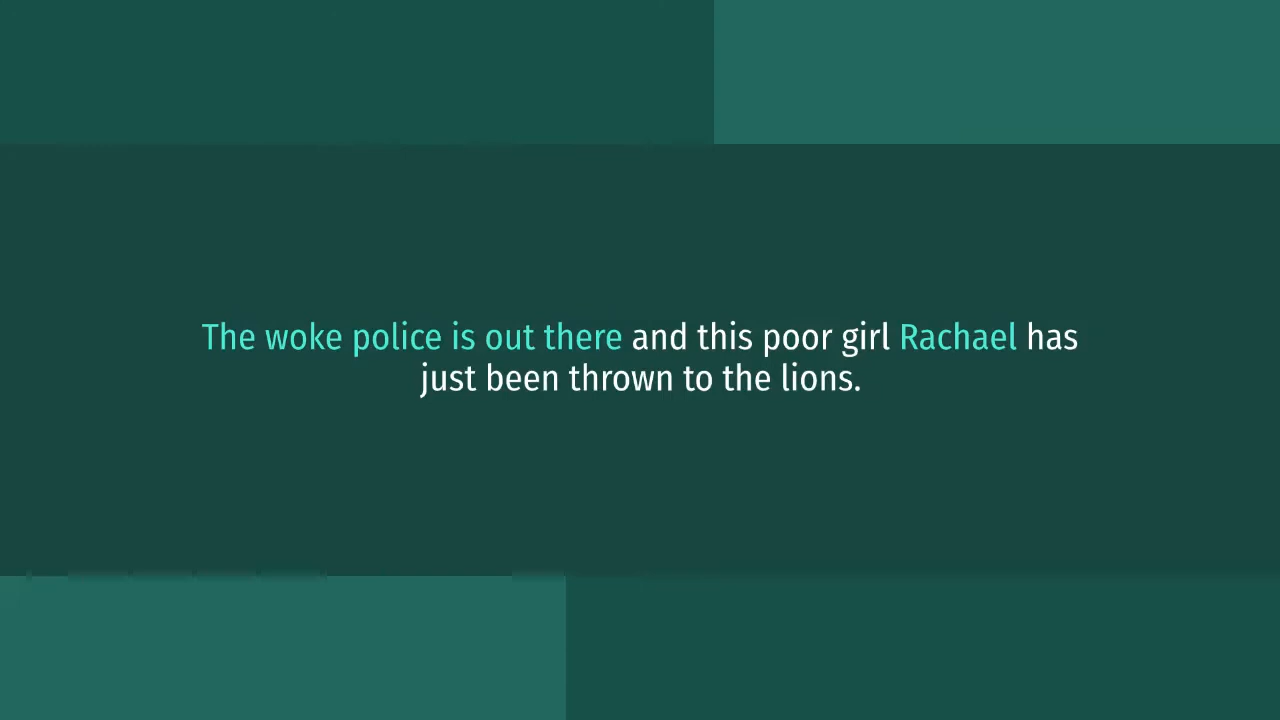 The woke police is out there and this poor girl Rachael has
just been thrown to the lions.